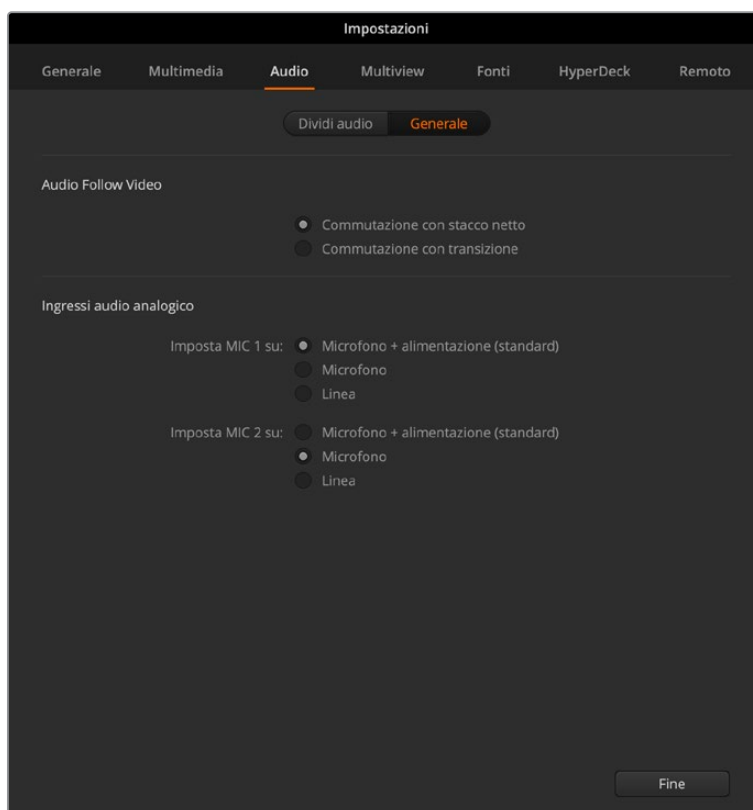 Impostazioni
Generale Multimedia Audio Multiview Fonti HyperDeck Remoto
Dividi audio Generale
Audio Follow Video
Commutazione con stacco netto
Commutazione con transizione
Ingressi audio analogico
Imposta MIC 1 su: Microfono + alimentazione (standard)
Microfono
Linea
Imposta MIC 2 su: Microfono + alimentazione (standard)
Microfono
Linea
Fine